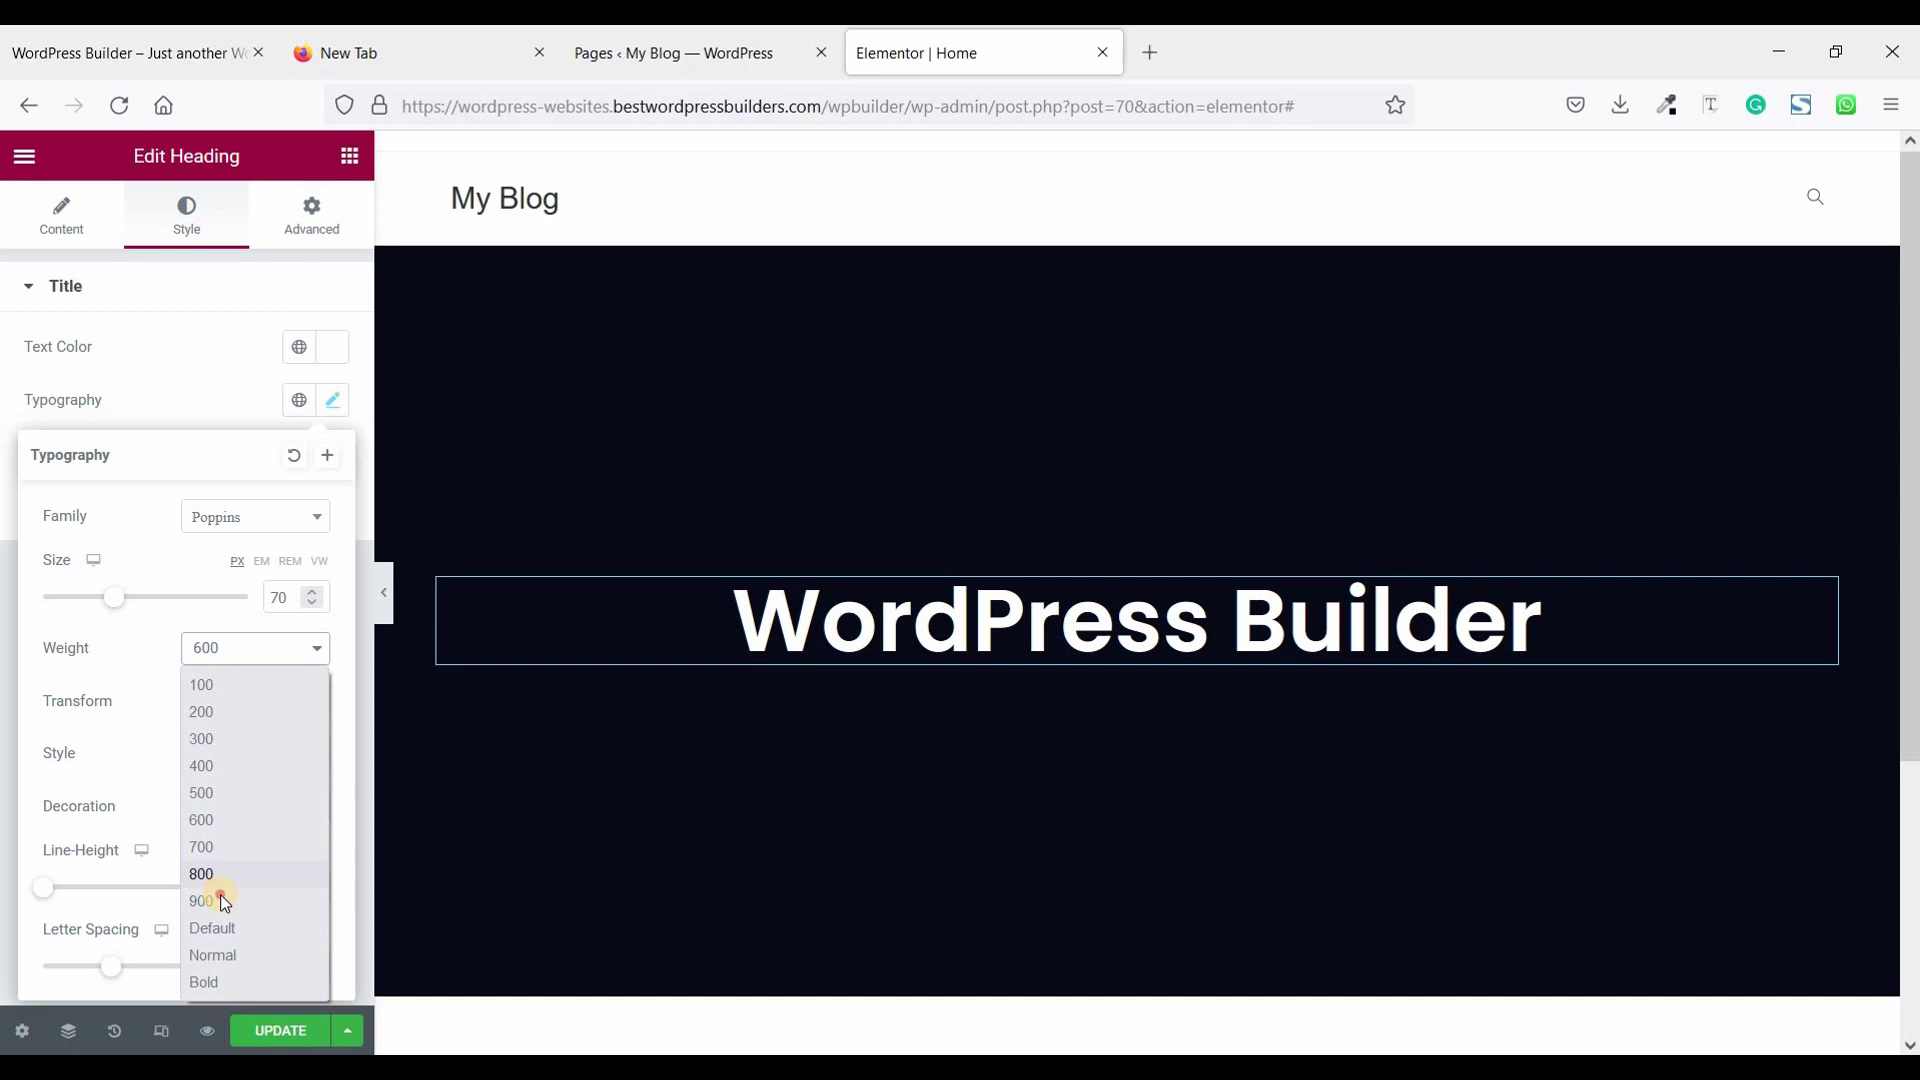 WordPress Builder – Just another Wo
New Tab
Pages ‹ My Blog — WordPress
Elementor | Home
https://wordpress-websites.bestwordpressbuilders.com/wpbuilder/wp-admin/post.php?post=70&action=elementor#
Edit Heading
Content
Style
Advanced
My Blog
Title
Text Color
Typography
Typography
Family
Poppins
Size
PX EM REM VW
70
Weight
600
100
200
300
400
500
600
700
800
900
Default
Normal
Bold
Transform
Style
Decoration
Line-Height
Letter Spacing
WordPress Builder
UPDATE